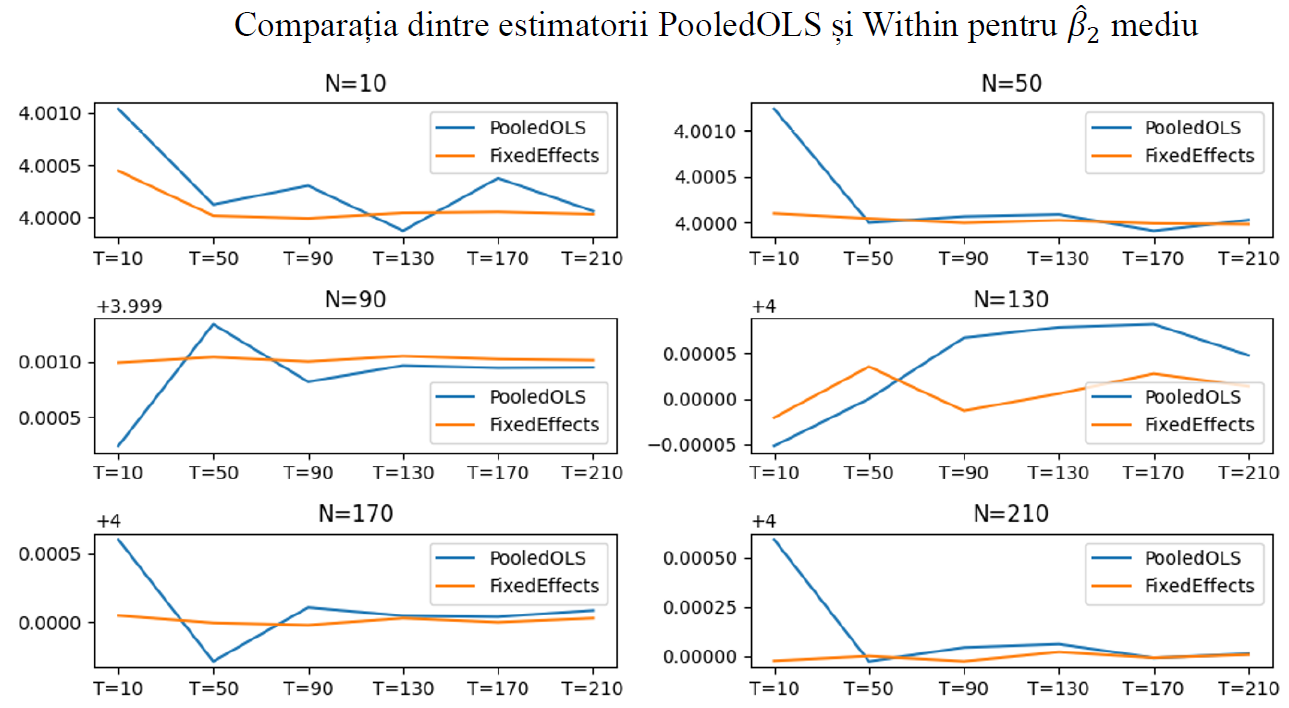 Comparația dintre estimatorii PooledOLS și Within pentru β̂₂ mediu
N=10
4.0010
4.0005
4.0000
PooledOLS
FixedEffects
T=10 T=50 T=90 T=130 T=170 T=210
N=50
4.0010
4.0005
4.0000
PooledOLS
FixedEffects
T=10 T=50 T=90 T=130 T=170 T=210
+3.999
N=90
0.0010
0.0005
PooledOLS
FixedEffects
T=10 T=50 T=90 T=130 T=170 T=210
+4
N=130
0.00005
0.00000
−0.00005
PooledOLS
FixedEffects
T=10 T=50 T=90 T=130 T=170 T=210
+4
N=170
0.0005
0.0000
PooledOLS
FixedEffects
T=10 T=50 T=90 T=130 T=170 T=210
+4
N=210
0.00050
0.00025
0.00000
PooledOLS
FixedEffects
T=10 T=50 T=90 T=130 T=170 T=210